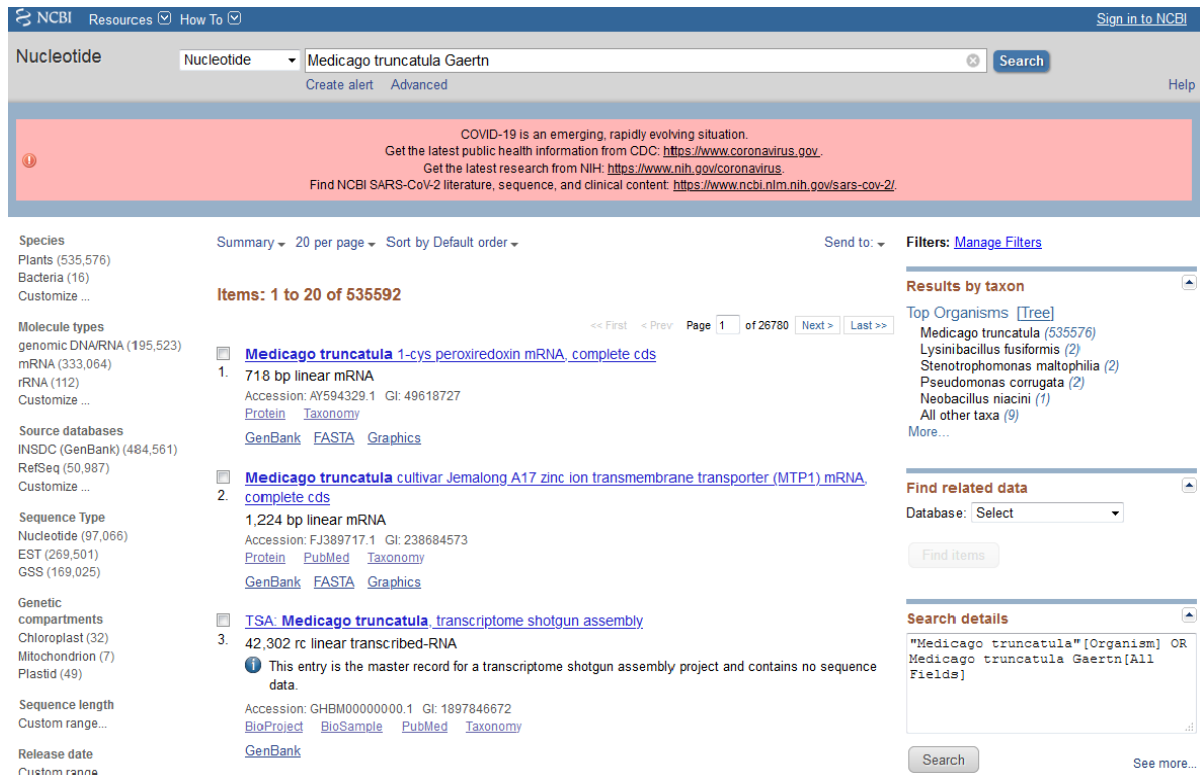 NCBI Resources How To Sign in to NCBI
Nucleotide
Nucleotide Medicago truncatula Gaertn Search
Create alert Advanced Help
COVID-19 is an emerging, rapidly evolving situation.
Get the latest public health information from CDC: https://www.coronavirus.gov .
Get the latest research from NIH: https://www.nih.gov/coronavirus.
Find NCBI SARS-CoV-2 literature, sequence, and clinical content: https://www.ncbi.nlm.nih.gov/sars-cov-2/.
Species
Plants (535,576)
Bacteria (16)
Customize ...
Molecule types
genomic DNA/RNA (195,523)
mRNA (333,064)
rRNA (112)
Customize ...
Source databases
INSDC (GenBank) (484,561)
RefSeq (50,987)
Customize ...
Sequence Type
Nucleotide (97,066)
EST (269,501)
GSS (169,025)
Genetic
compartments
Chloroplast (32)
Mitochondrion (7)
Plastid (49)
Sequence length
Custom range...
Release date
Custom range
Summary 20 per page Sort by Default order Send to:
Items: 1 to 20 of 535592
<< First < Prev Page 1 of 26780 Next > Last >>
Medicago truncatula 1-cys peroxiredoxin mRNA, complete cds
1. 718 bp linear mRNA
Accession: AY594329.1 GI: 49618727
Protein Taxonomy
GenBank FASTA Graphics
Medicago truncatula cultivar Jemalong A17 zinc ion transmembrane transporter (MTP1) mRNA,
2. complete cds
1,224 bp linear mRNA
Accession: FJ389717.1 GI: 238684573
Protein PubMed Taxonomy
GenBank FASTA Graphics
TSA: Medicago truncatula, transcriptome shotgun assembly
3. 42,302 rc linear transcribed-RNA
This entry is the master record for a transcriptome shotgun assembly project and contains no sequence
data.
Accession: GHBM00000000.1 GI: 1897846672
BioProject BioSample PubMed Taxonomy
GenBank
Filters: Manage Filters
Results by taxon
Top Organisms [Tree]
Medicago truncatula (535576)
Lysinibacillus fusiformis (2)
Stenotrophomonas maltophilia (2)
Pseudomonas corrugata (2)
Neobacillus niacini (1)
All other taxa (9)
More...
Find related data
Database: Select
Find items
Search details
"Medicago truncatula"[Organism] OR
Medicago truncatula Gaertn[All
Fields]
Search
See more...